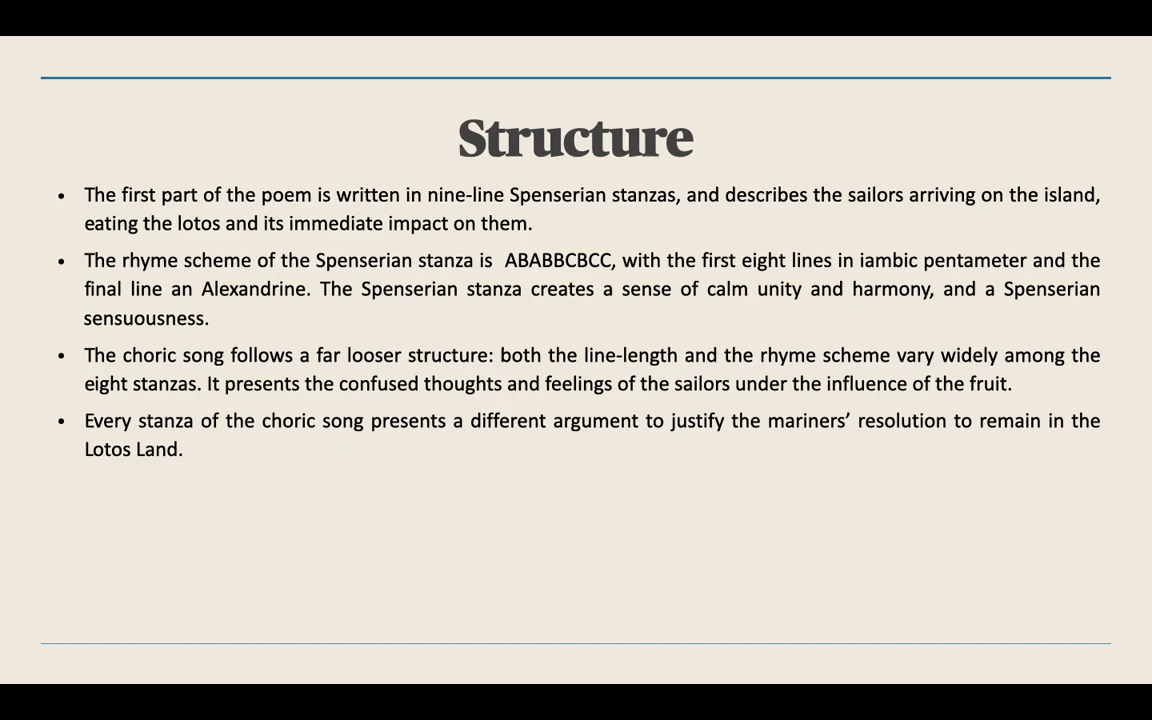 Structure
• The first part of the poem is written in nine-line Spenserian stanzas, and describes the sailors arriving on the island,
eating the lotos and its immediate impact on them.
• The rhyme scheme of the Spenserian stanza is  ABABBCBCC, with the first eight lines in iambic pentameter and the
final line an Alexandrine. The Spenserian stanza creates a sense of calm unity and harmony, and a Spenserian
sensuousness.
• The choric song follows a far looser structure: both the line-length and the rhyme scheme vary widely among the
eight stanzas. It presents the confused thoughts and feelings of the sailors under the influence of the fruit.
• Every stanza of the choric song presents a different argument to justify the mariners’ resolution to remain in the
Lotos Land.